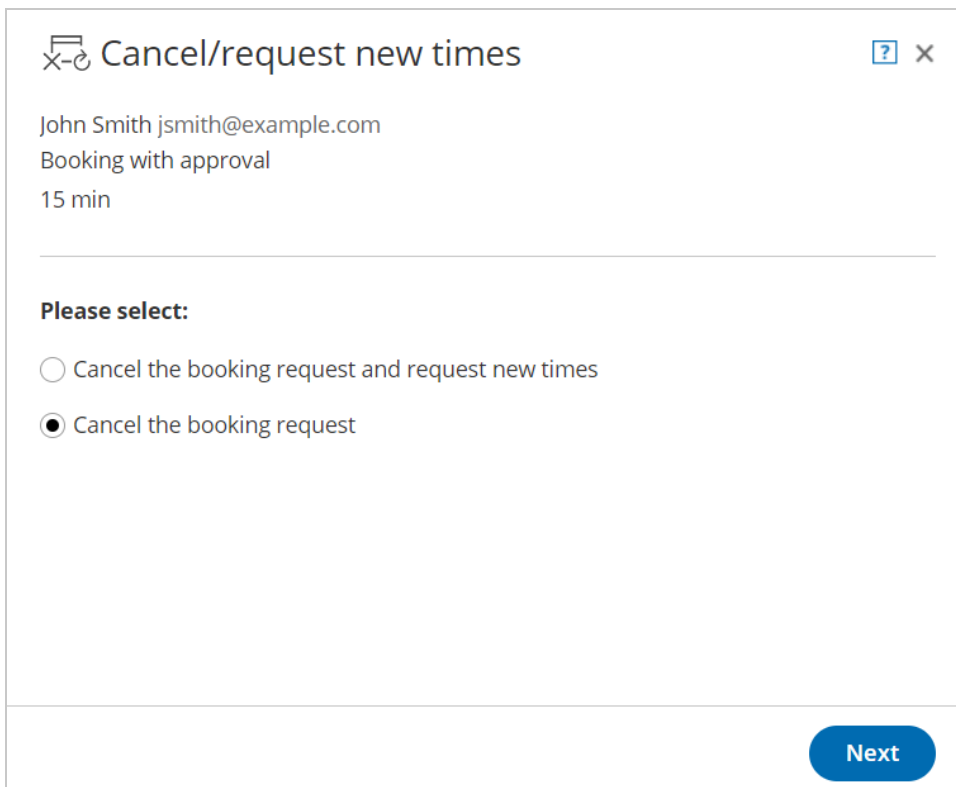 Cancel/request new times
?
John Smith jsmith@example.com
Booking with approval
15 min
Please select:
Cancel the booking request and request new times
Cancel the booking request
Next